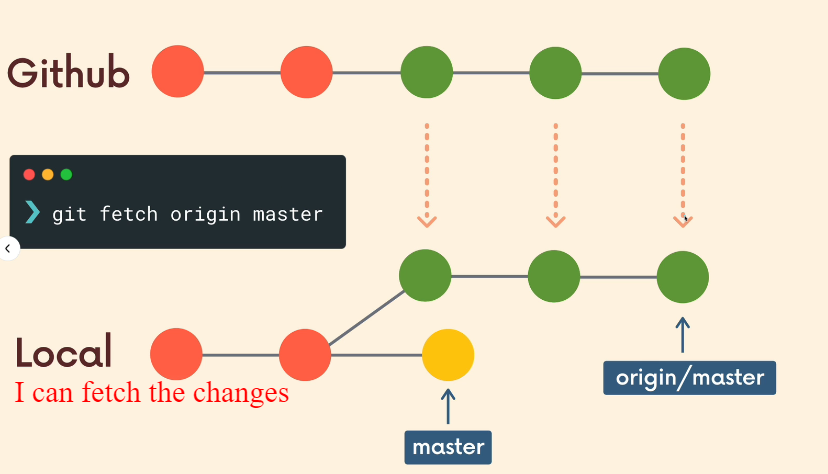 Github
❯ git fetch origin master
Local
I can fetch the changes
origin/master
master